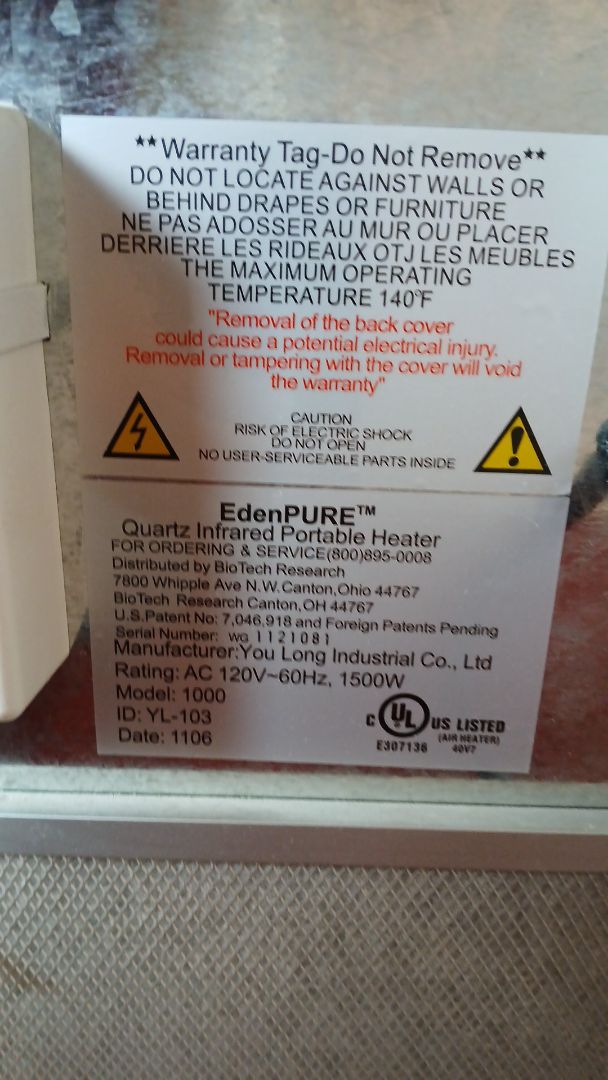 **Warranty Tag-Do Not Remove**
DO NOT LOCATE AGAINST WALLS OR
BEHIND DRAPES OR FURNITURE
NE PAS ADOSSER AU MUR OU PLACER
DERRIERE LES RIDEAUX OTJ LES MEUBLES
THE MAXIMUM OPERATING
TEMPERATURE 140℉
"Removal of the back cover
could cause a potential electrical injury.
Removal or tampering with the cover will void
the warranty"
CAUTION
RISK OF ELECTRIC SHOCK
DO NOT OPEN
NO USER-SERVICEABLE PARTS INSIDE
EdenPURE™
Quartz Infrared Portable Heater
FOR ORDERING & SERVICE(800)895-0008
Distributed by BioTech Research
7800 Whipple Ave N.W.Canton,Ohio 44767
BioTech Research Canton,OH 44767
U.S.Patent No: 7,046,918 and Foreign Patents Pending
Serial Number: WG 1121081
Manufacturer:You Long Industrial Co., Ltd
Rating: AC 120V~60Hz, 1500W
Model: 1000
ID: YL-103
Date: 1106
C UL US LISTED
(AIR HEATER)
E307136 40V7